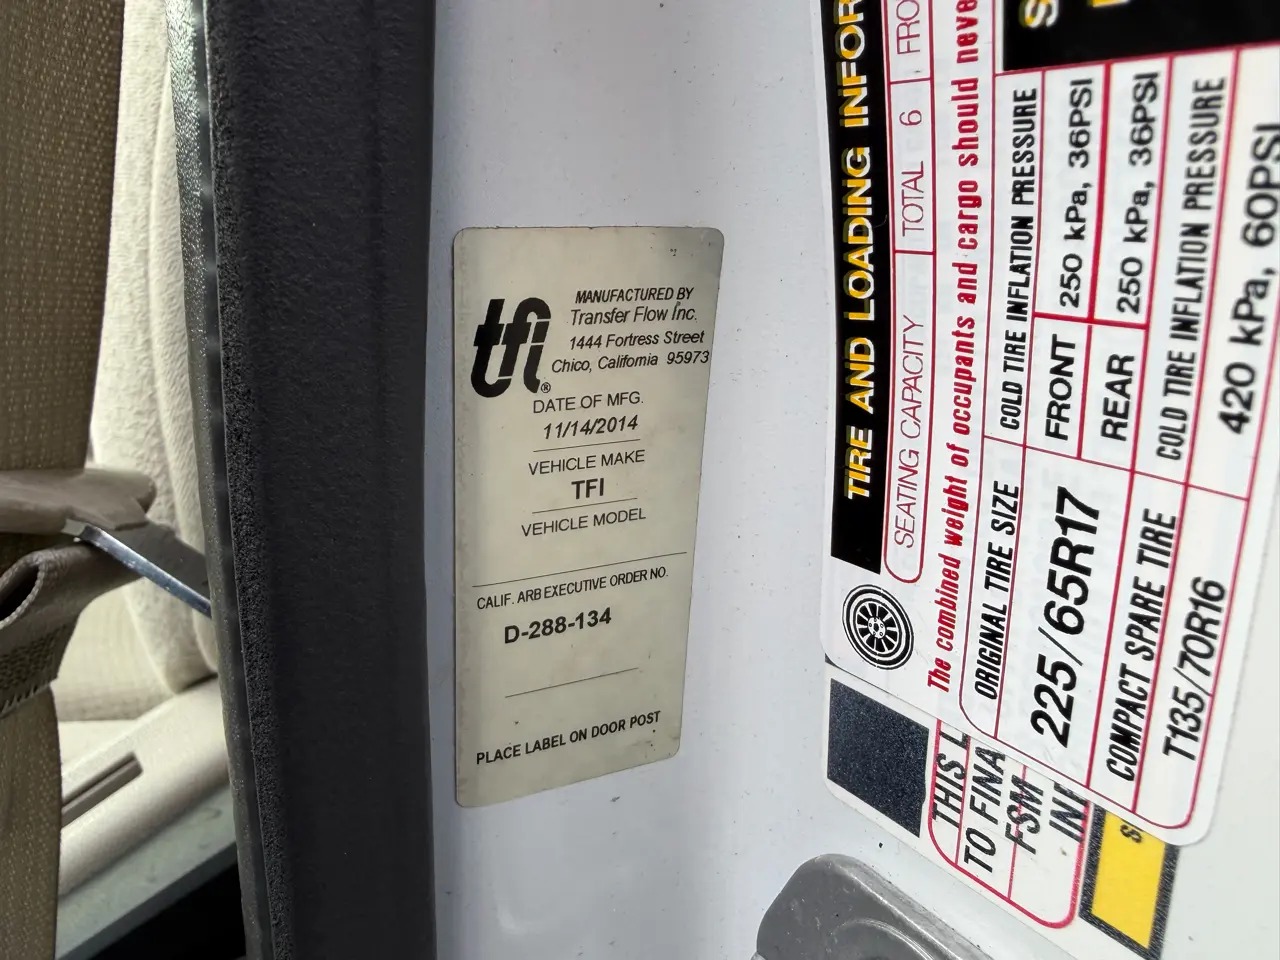 tfi®
MANUFACTURED BY
Transfer Flow Inc.
1444 Fortress Street
Chico, California 95973
DATE OF MFG.
11/14/2014
VEHICLE MAKE
TFI
VEHICLE MODEL
CALIF. ARB EXECUTIVE ORDER NO.
D-288-134
PLACE LABEL ON DOOR POST
TIRE AND LOADING
SEATING CAPACITY TOTAL 6
The combined weight of occupants and cargo should
ORIGINAL TIRE SIZE COLD TIRE INFLATION PRESSURE
225/65R17
FRONT 250 kPa, 36PSI
REAR 250 kPa, 36PSI
COMPACT SPARE TIRE COLD TIRE INFLATION PRESSURE
T135/70R16 420 kPa, 60PSI
THIS
TO
FSM